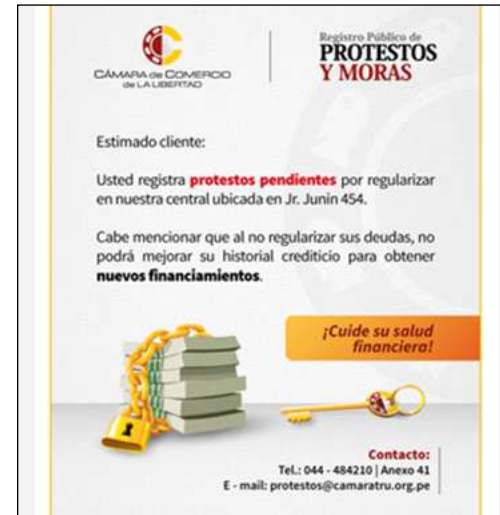 CÁMARA DE COMERCIO
de LA LIBERTAD
Registro Público de
PROTESTOS
Y MORAS
Estimado cliente:
Usted registra protestos pendientes por regularizar
en nuestra central ubicada en Jr. Junin 454.
Cabe mencionar que al no regularizar sus deudas, no
podrá mejorar su historial crediticio para obtener
nuevos financiamientos.
¡Cuide su salud
financiera!
Contacto:
Tel.: 044 - 484210 | Anexo 41
E - mail: protestos@camaratru.org.pe